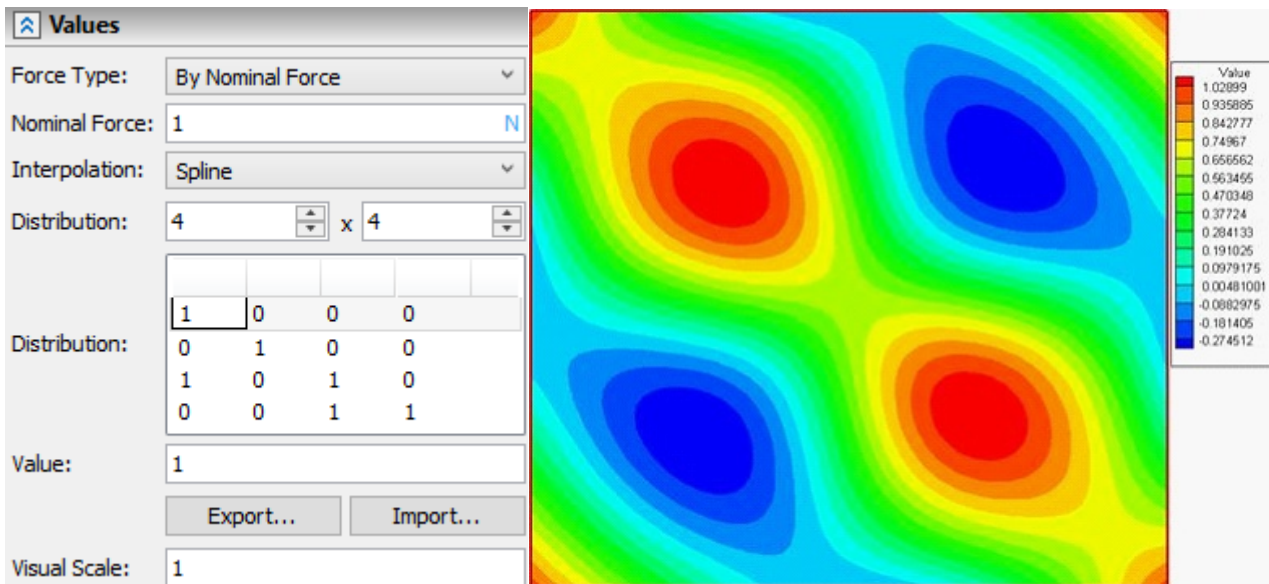 Values
Force Type: By Nominal Force
Nominal Force: 1 N
Interpolation: Spline
Distribution: 4 x 4
Distribution:
1 0 0 0
0 1 0 0
1 0 1 0
0 0 1 1
Value: 1
Export... Import...
Visual Scale: 1
Value
1.02899
0.935885
0.842777
0.74967
0.656562
0.563455
0.470348
0.37724
0.284133
0.191025
0.0979175
0.00481001
-0.0882975
-0.181405
-0.274512